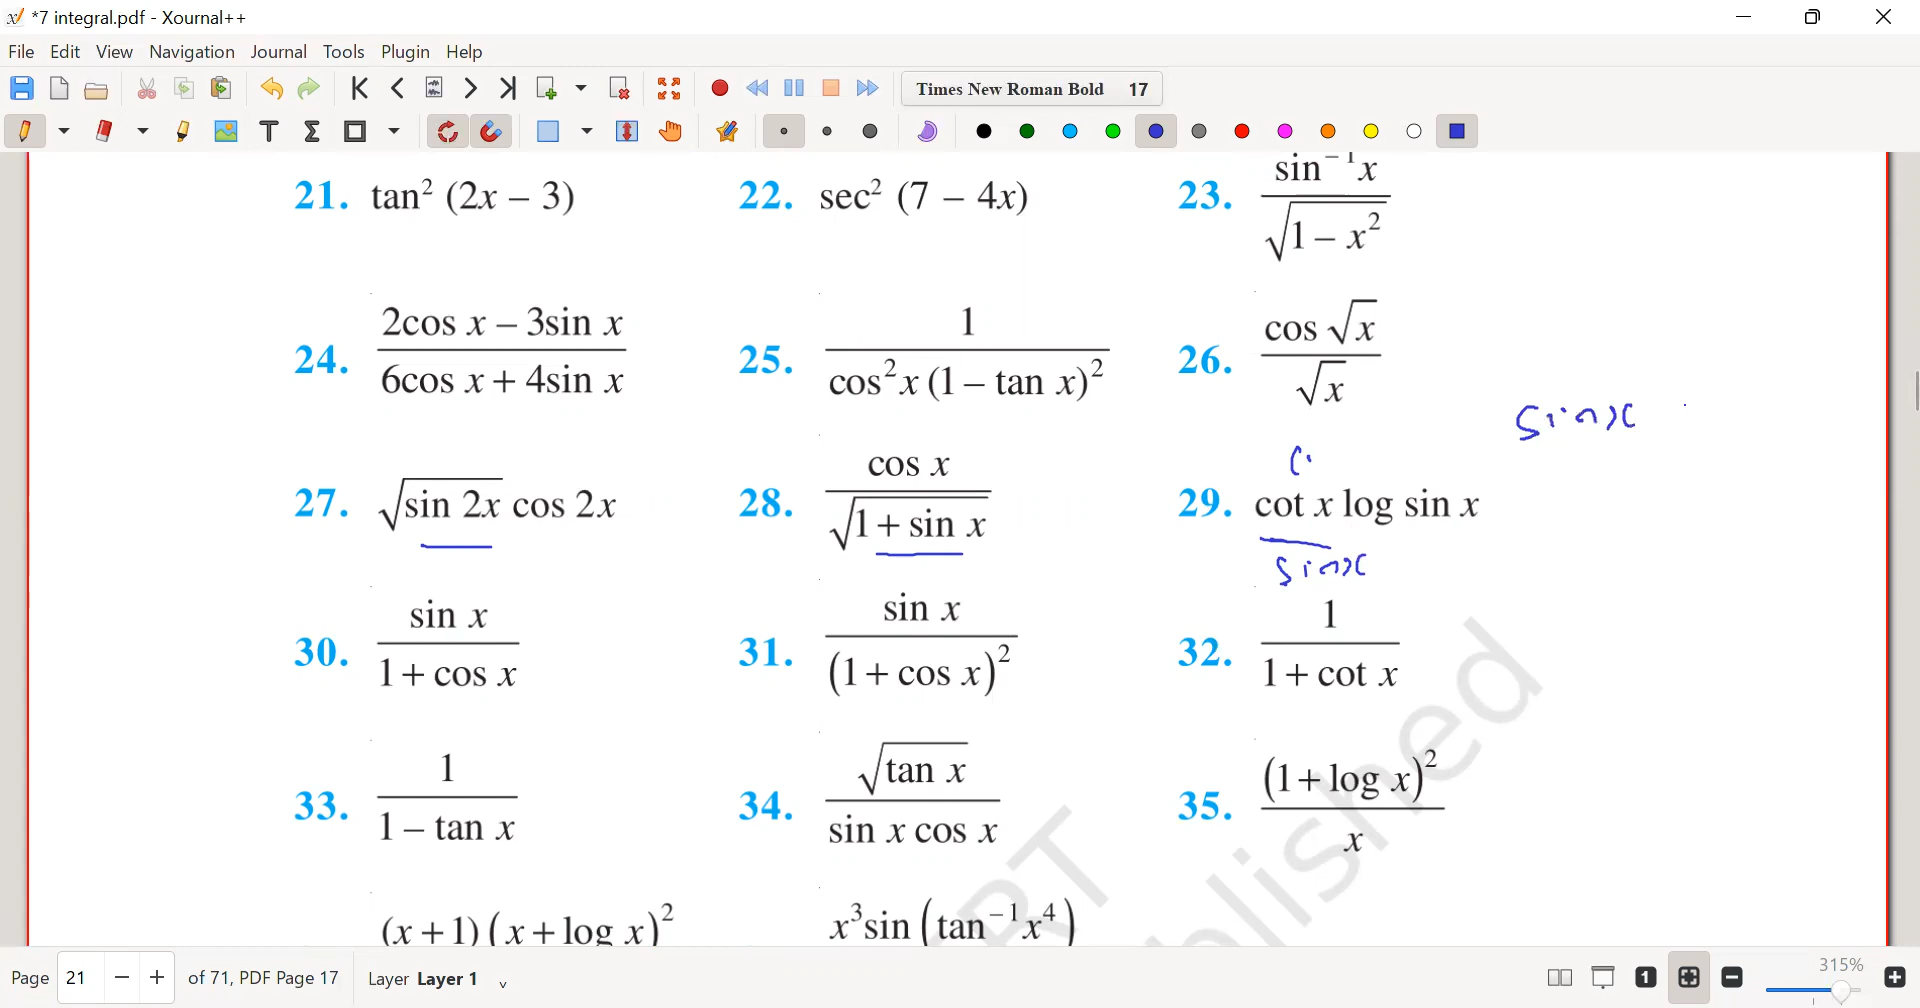 *7 integral.pdf - Xournal++
File Edit View Navigation Journal Tools Plugin Help
Times New Roman Bold 17
21. tan² (2x – 3) 22. sec² (7 – 4x) 23. sin⁻¹x / √(1 – x²)
24. (2cos x – 3sin x) / (6cos x + 4sin x) 25. 1 / (cos²x (1 – tan x)²) 26. cos √x / √x
sinx
27. √(sin 2x) cos 2x 28. cos x / √(1 + sin x) 29. cot x log sin x
sinx
30. sin x / (1 + cos x) 31. sin x / (1 + cos x)² 32. 1 / (1 + cot x)
33. 1 / (1 – tan x) 34. √(tan x) / (sin x cos x) 35. (1 + log x)² / x
(x + 1) (x + log x)² x³sin (tan⁻¹x⁴)
Page 21 of 71, PDF Page 17 Layer Layer 1 315%